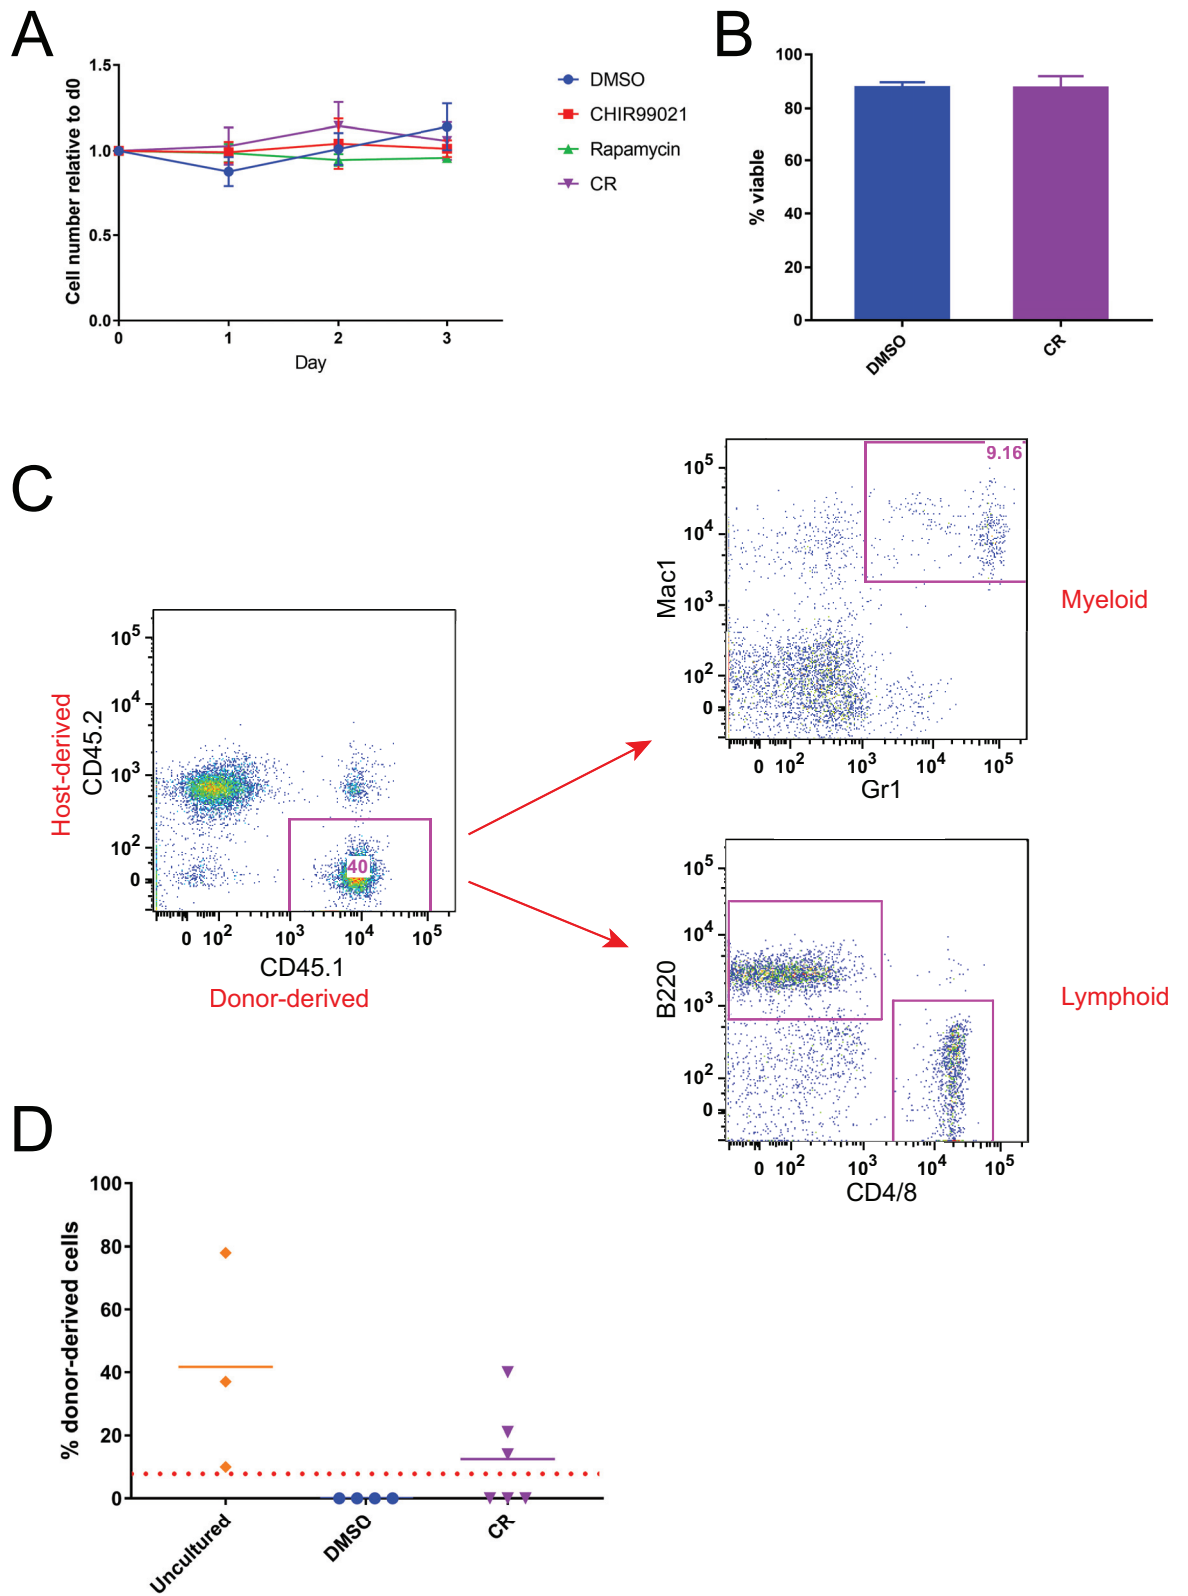 A
1.5
1.0
0.5
0.0
Cell number relative to d0
0 1 2 3
Day
DMSO
CHIR99021
Rapamycin
CR
B
100
80
60
40
20
0
% viable
DMSO
CR
C
10^5
10^4
10^3
10^2
0
Host-derived
CD45.2
40
0 10^2 10^3 10^4 10^5
CD45.1
Donor-derived
9.16
10^5
10^4
10^3
10^2
0
Mac1
0 10^2 10^3 10^4 10^5
Gr1
Myeloid
10^5
10^4
10^3
10^2
0
B220
0 10^2 10^3 10^4 10^5
CD4/8
Lymphoid
D
100
80
60
40
20
0
% donor-derived cells
Uncultured
DMSO
CR